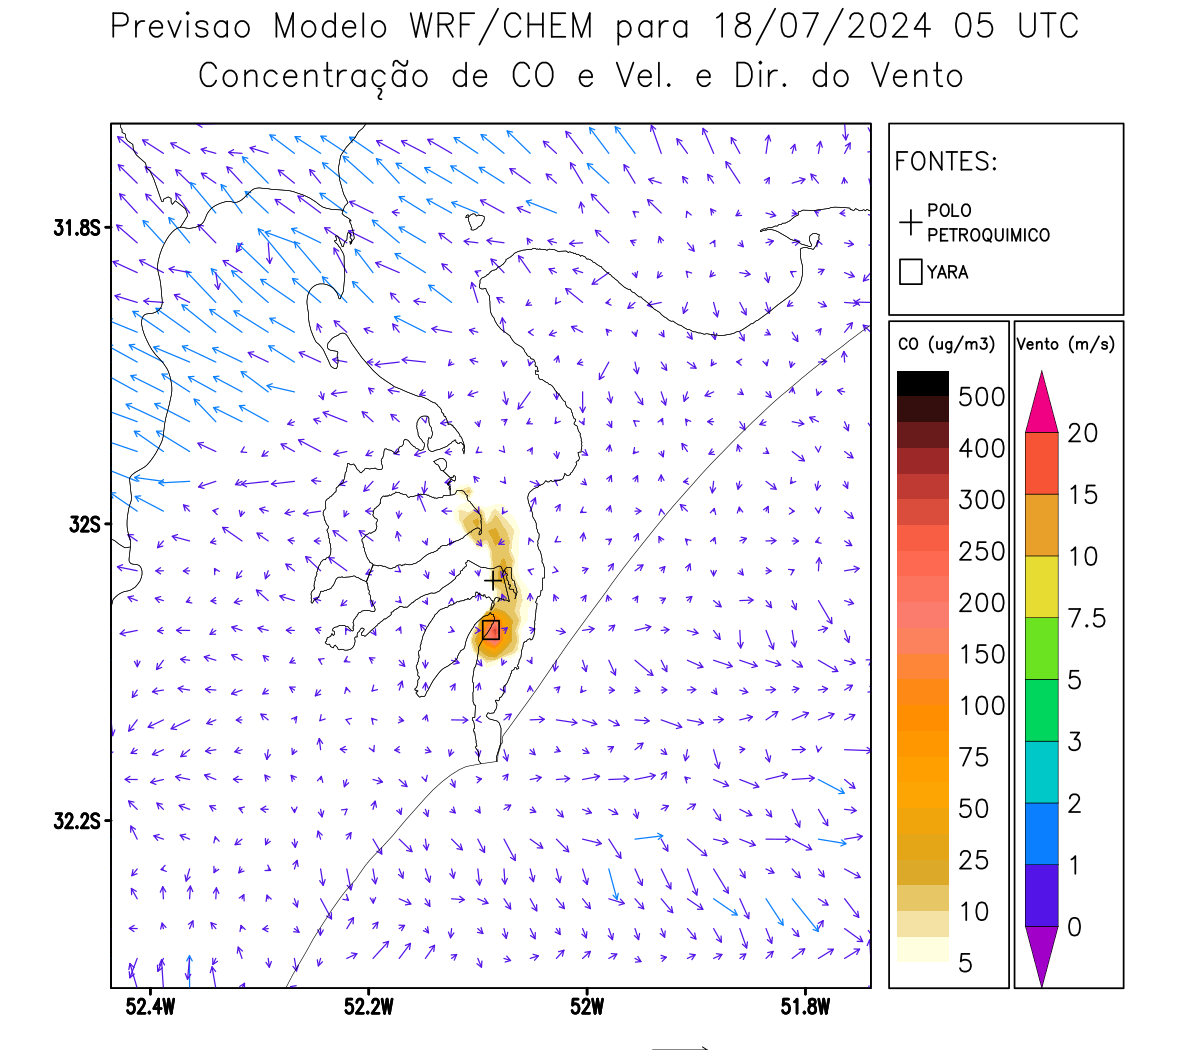 Previsao Modelo WRF/CHEM para 18/07/2024 05 UTC
Concentração de CO e Vel. e Dir. do Vento
FONTES:
POLO
PETROQUIMICO
YARA
CO (ug/m3)
500
400
300
250
200
150
100
75
50
25
10
5
Vento (m/s)
20
15
10
7.5
5
3
2
1
0
31.8S
32S
32.2S
52.4W
52.2W
52W
51.8W